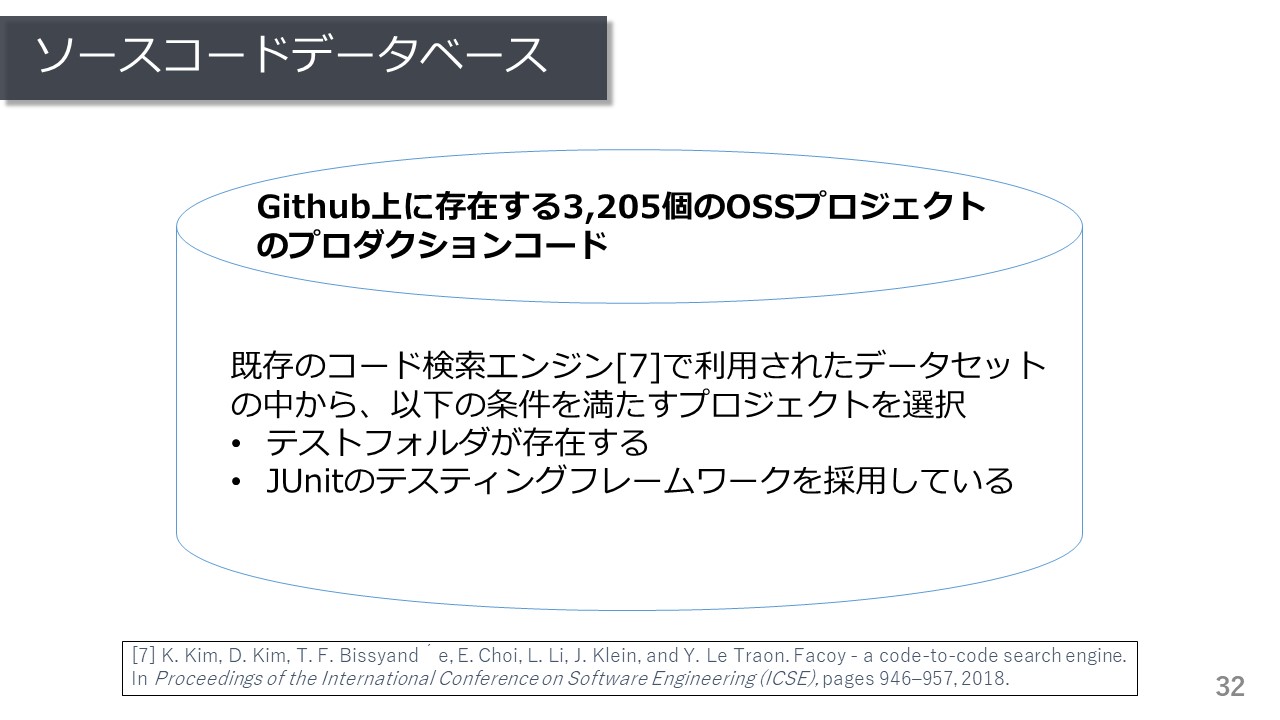 ソースコードデータベース
Github上に存在する3,205個のOSSプロジェクト
のプロダクションコード
既存のコード検索エンジン[7]で利用されたデータセット
の中から、以下の条件を満たすプロジェクトを選択
• テストフォルダが存在する
• JUnitのテスティングフレームワークを採用している
[7] K. Kim, D. Kim, T. F. Bissyand ´ e, E. Choi, L. Li, J. Klein, and Y. Le Traon. Facoy - a code-to-code search engine.
In Proceedings of the International Conference on Software Engineering (ICSE), pages 946–957, 2018.
32